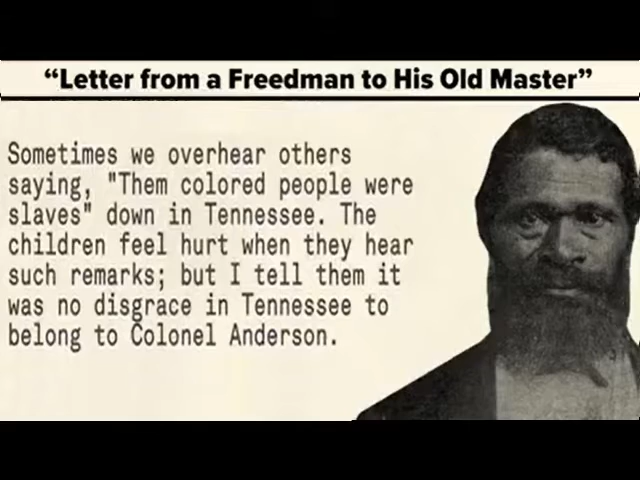 “Letter from a Freedman to His Old Master”
Sometimes we overhear others
saying, "Them colored people were
slaves" down in Tennessee. The
children feel hurt when they hear
such remarks; but I tell them it
was no disgrace in Tennessee to
belong to Colonel Anderson.